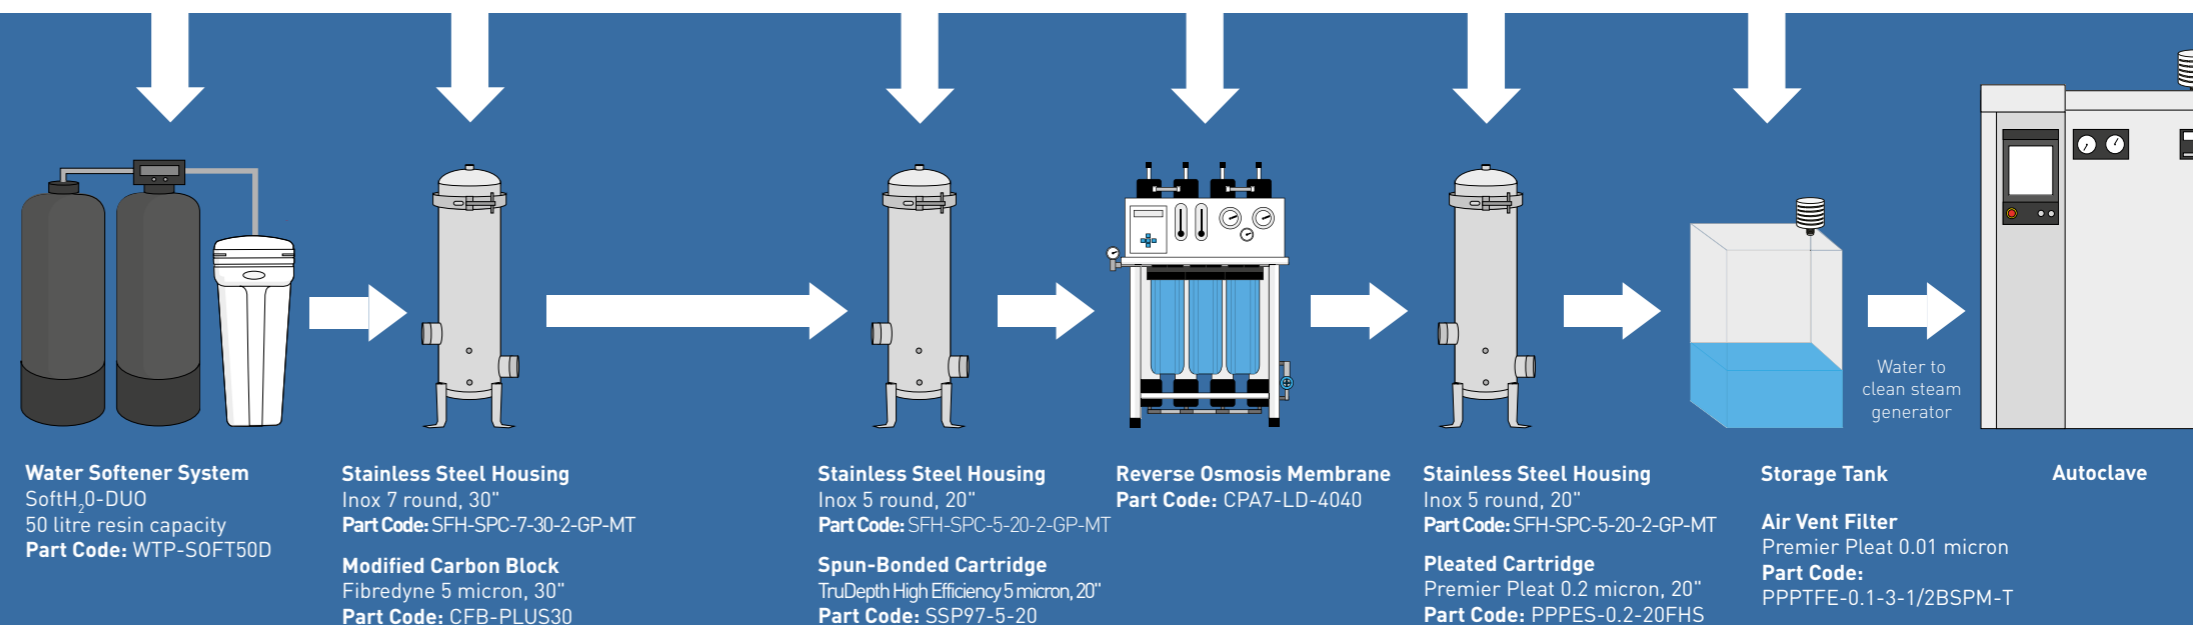 Water to
clean steam
generator
Water Softener System
SoftH₂0-DUO
50 litre resin capacity
Part Code: WTP-SOFT50D
Stainless Steel Housing
Inox 7 round, 30"
Part Code: SFH-SPC-7-30-2-GP-MT
Modified Carbon Block
Fibredyne 5 micron, 30"
Part Code: CFB-PLUS30
Stainless Steel Housing
Inox 5 round, 20"
Part Code: SFH-SPC-5-20-2-GP-MT
Spun-Bonded Cartridge
TruDepth High Efficiency 5 micron, 20"
Part Code: SSP97-5-20
Reverse Osmosis Membrane
Part Code: CPA7-LD-4040
Stainless Steel Housing
Inox 5 round, 20"
Part Code: SFH-SPC-5-20-2-GP-MT
Pleated Cartridge
Premier Pleat 0.2 micron, 20"
Part Code: PPPES-0.2-20FHS
Storage Tank
Air Vent Filter
Premier Pleat 0.01 micron
Part Code:
PPPTFE-0.1-3-1/2BSPM-T
Autoclave